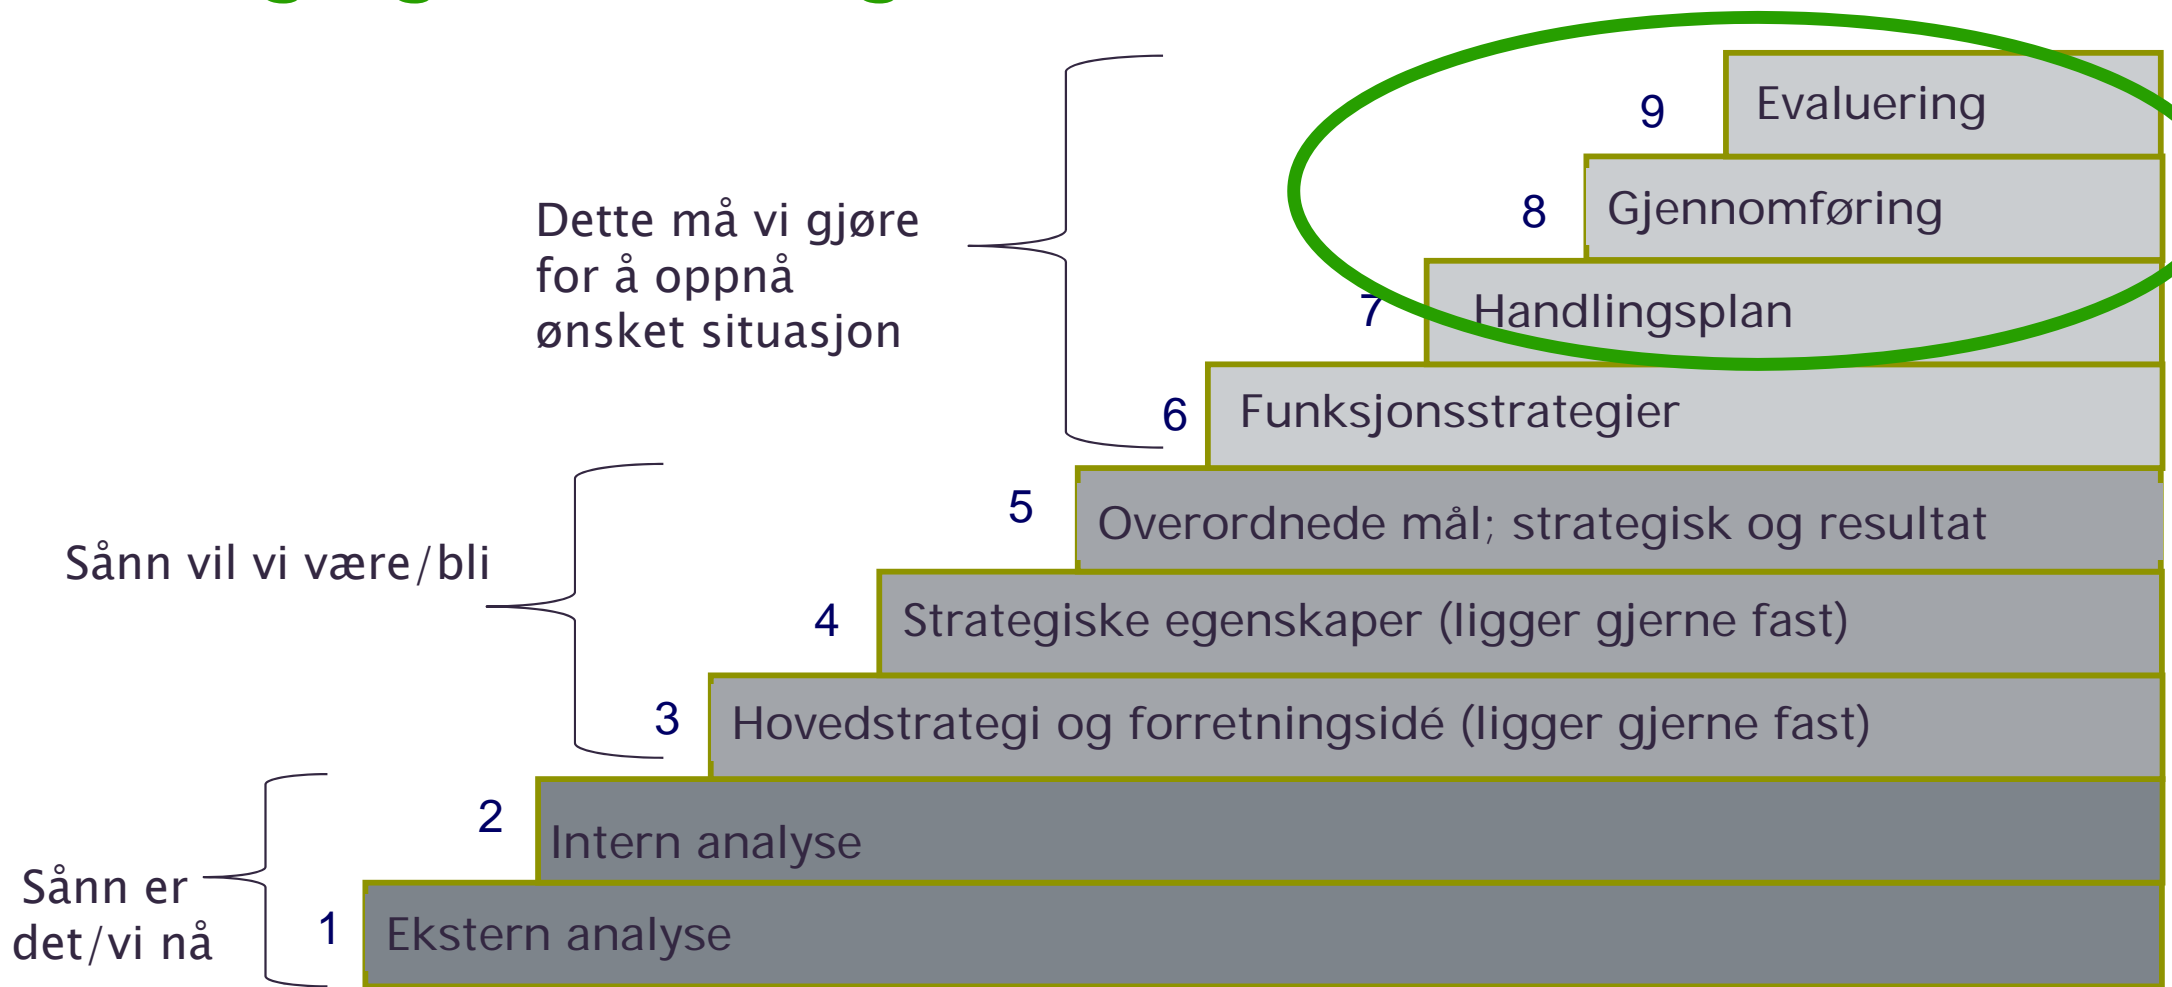 9
Evaluering
8
Gjennomføring
Dette må vi gjøre
for å oppnå
ønsket situasjon
7
Handlingsplan
6
Funksjonsstrategier
5
Overordnede mål; strategisk og resultat
Sånn vil vi være/bli
4
Strategiske egenskaper (ligger gjerne fast)
3
Hovedstrategi og forretningsidé (ligger gjerne fast)
2
Intern analyse
Sånn er
det/vi nå
1
Ekstern analyse